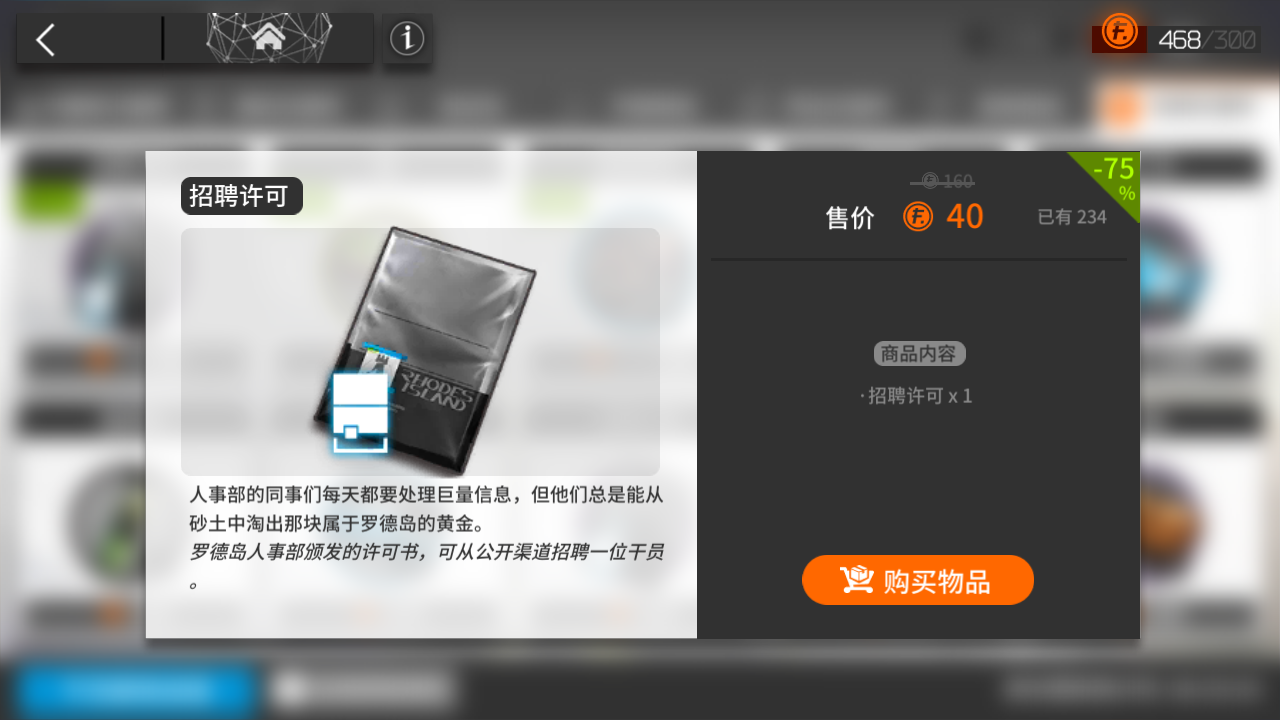 468/300
招聘许可
RHODES
ISLAND
人事部的同事们每天都要处理巨量信息，但他们总是能从
砂土中淘出那块属于罗德岛的黄金。
罗德岛人事部颁发的许可书，可从公开渠道招聘一位干员
。
160
售价 40
已有 234
-75
%
商品内容
·招聘许可 x 1
购买物品